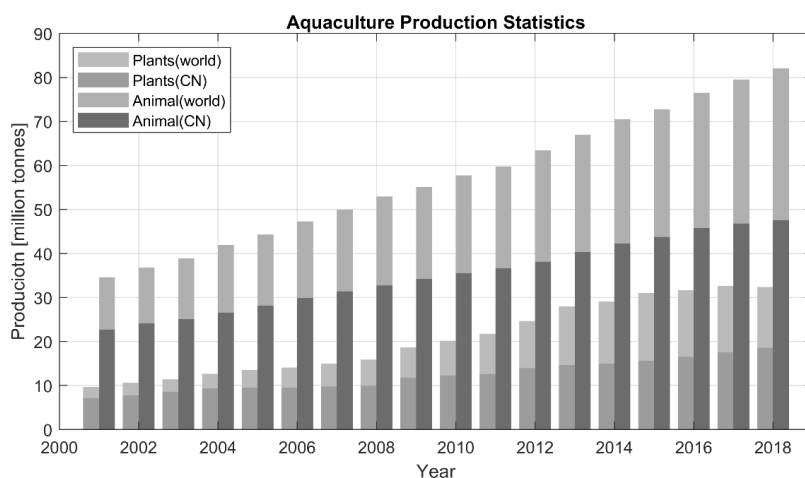 Aquaculture Production Statistics
90
80
70
60
50
40
30
20
10
0
Plants(world)
Plants(CN)
Animal(world)
Animal(CN)
Produciotn [million tonnes]
2000 2002 2004 2006 2008 2010 2012 2014 2016 2018
Year